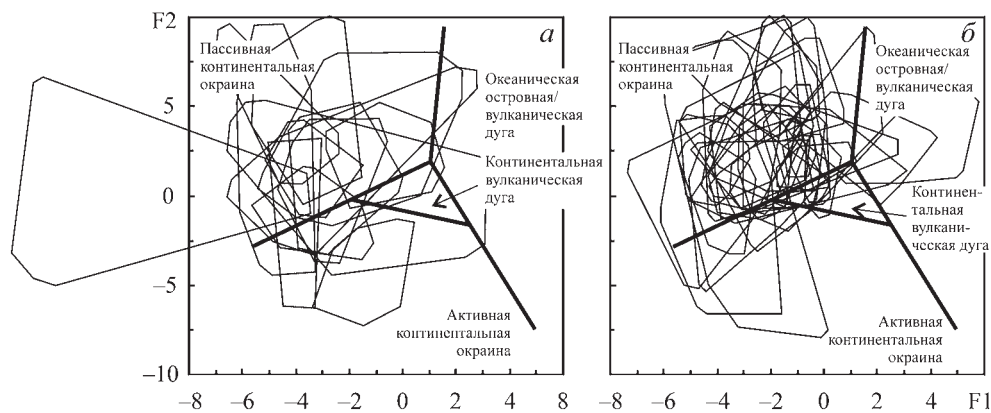 F2
а
Пассивная
континентальная
окраина
Океаническая
островная/
вулканическая
дуга
Континентальная
вулканическая
дуга
Активная
континентальная
окраина
5
0
–5
–10
–8
–6
–4
–2
0
2
4
6
8
б
Пассивная
континентальная
окраина
Океаническая
островная/
вулканическая
дуга
Континен-
тальная
вулкани-
ческая дуга
Активная
континентальная
окраина
–8
–6
–4
–2
0
2
4
F1